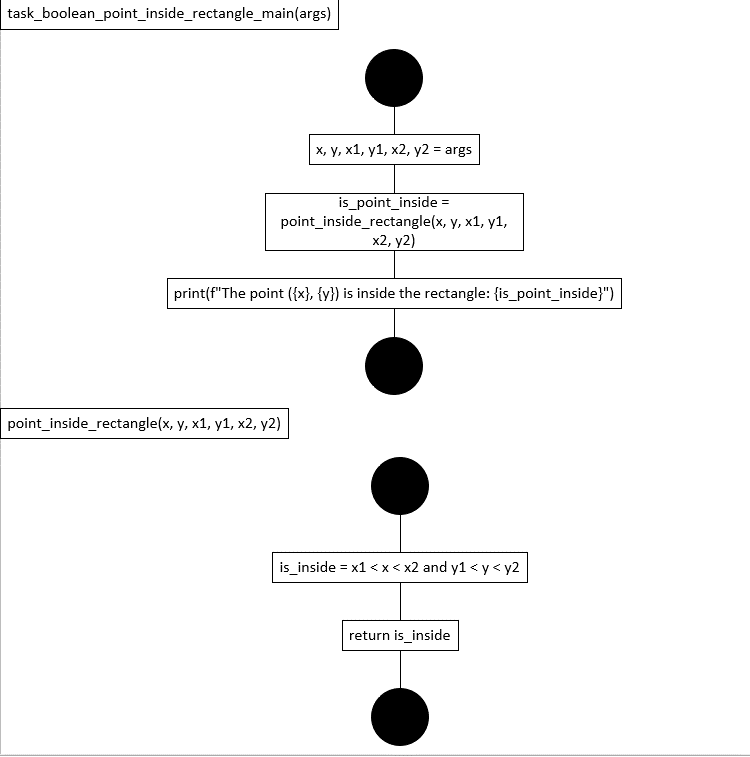 task_boolean_point_inside_rectangle_main(args)
x, y, x1, y1, x2, y2 = args
is_point_inside =
point_inside_rectangle(x, y, x1, y1,
x2, y2)
print(f"The point ({x}, {y}) is inside the rectangle: {is_point_inside}")
point_inside_rectangle(x, y, x1, y1, x2, y2)
is_inside = x1 < x < x2 and y1 < y < y2
return is_inside